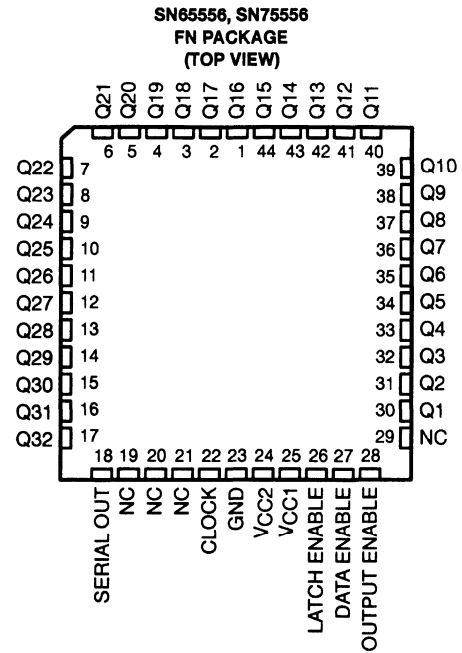 SN65556, SN75556
FN PACKAGE
(TOP VIEW)
Q21 Q20 Q19 Q18 Q17 Q16 Q15 Q14 Q13 Q12 Q11
6 5 4 3 2 1 44 43 42 41 40
Q22 7 39 Q10
Q23 8 38 Q9
Q24 9 37 Q8
Q25 10 36 Q7
Q26 11 35 Q6
Q27 12 34 Q5
Q28 13 33 Q4
Q29 14 32 Q3
Q30 15 31 Q2
Q31 16 30 Q1
Q32 17 29 NC
18 19 20 21 22 23 24 25 26 27 28
SERIAL OUT
NC
NC
NC
CLOCK
GND
VCC2
VCC1
LATCH ENABLE
DATA ENABLE
OUTPUT ENABLE